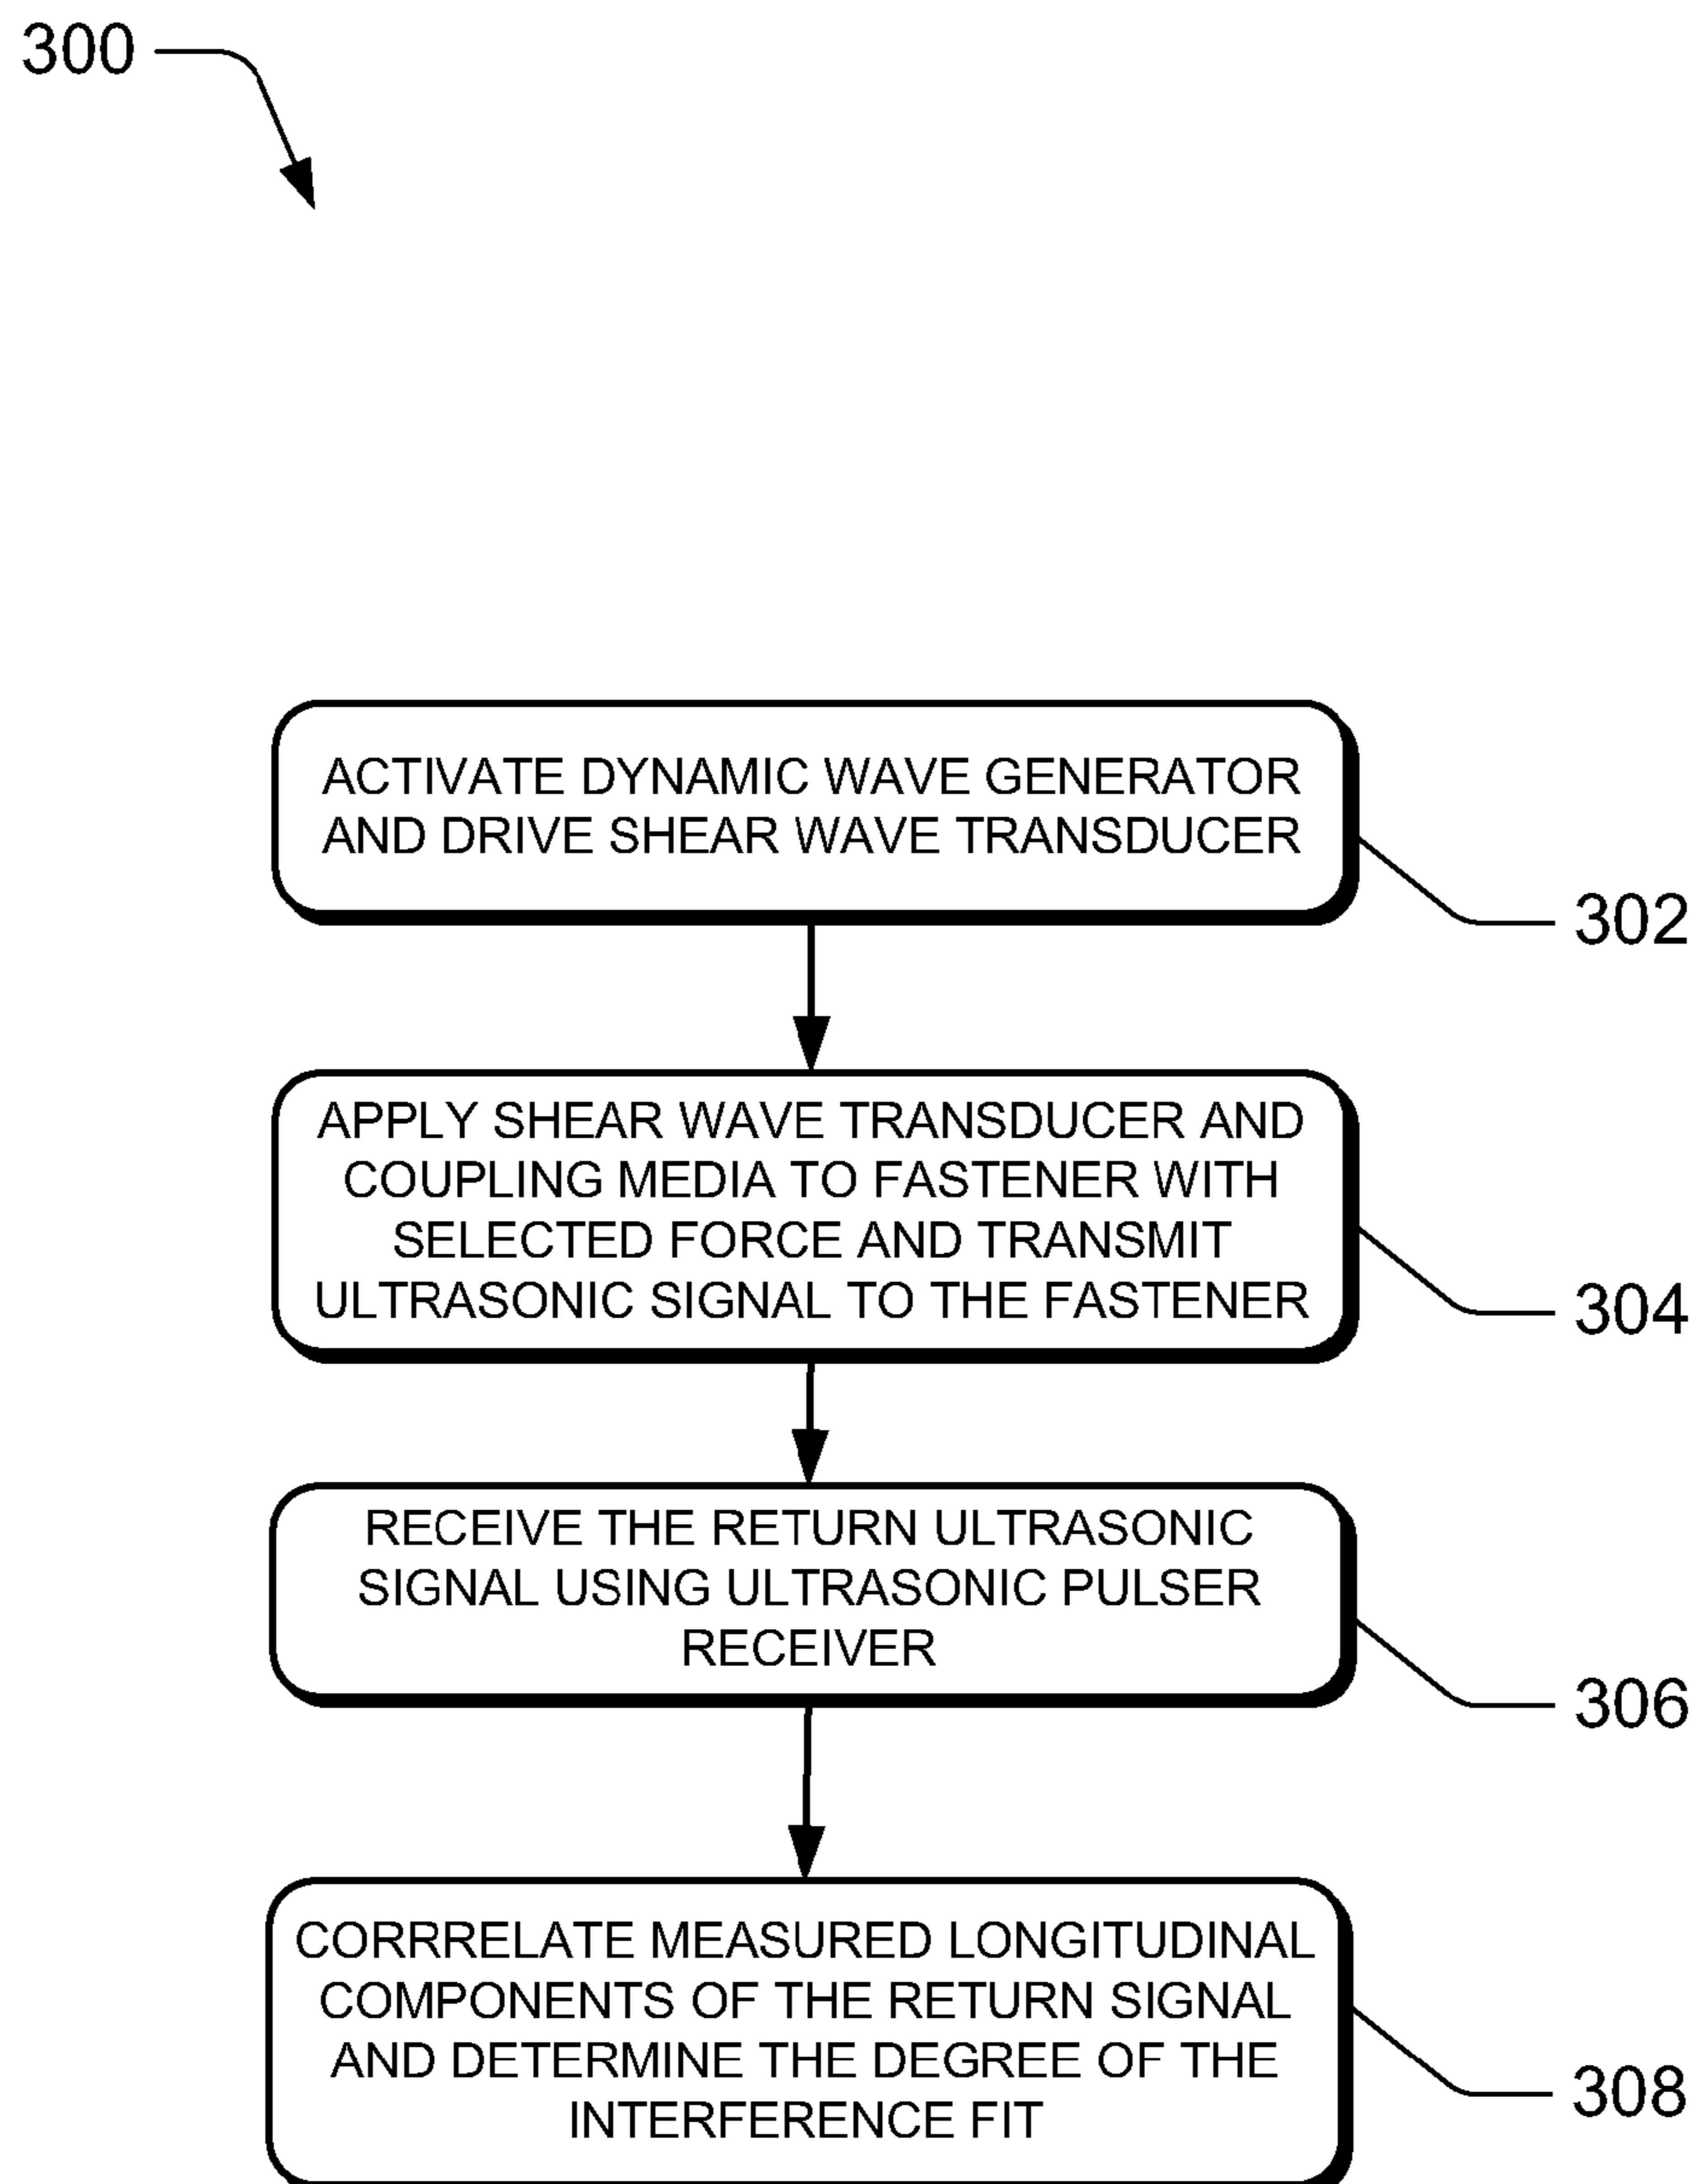 300
ACTIVATE DYNAMIC WAVE GENERATOR
AND DRIVE SHEAR WAVE TRANSDUCER
302
APPLY SHEAR WAVE TRANSDUCER AND
COUPLING MEDIA TO FASTENER WITH
SELECTED FORCE AND TRANSMIT
ULTRASONIC SIGNAL TO THE FASTENER
304
RECEIVE THE RETURN ULTRASONIC
SIGNAL USING ULTRASONIC PULSER
RECEIVER
306
CORRRELATE MEASURED LONGITUDINAL
COMPONENTS OF THE RETURN SIGNAL
AND DETERMINE THE DEGREE OF THE
INTERFERENCE FIT
308